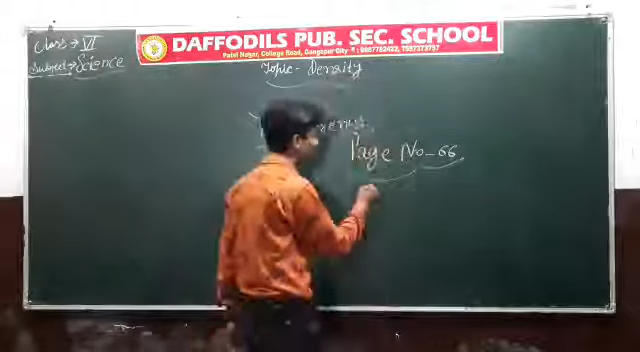 Class → VI
DAFFODILS PUB. SEC. SCHOOL
Patel Nagar, College Road, Gangapur City
Subject → Science
Topic - Density
Page No - 66